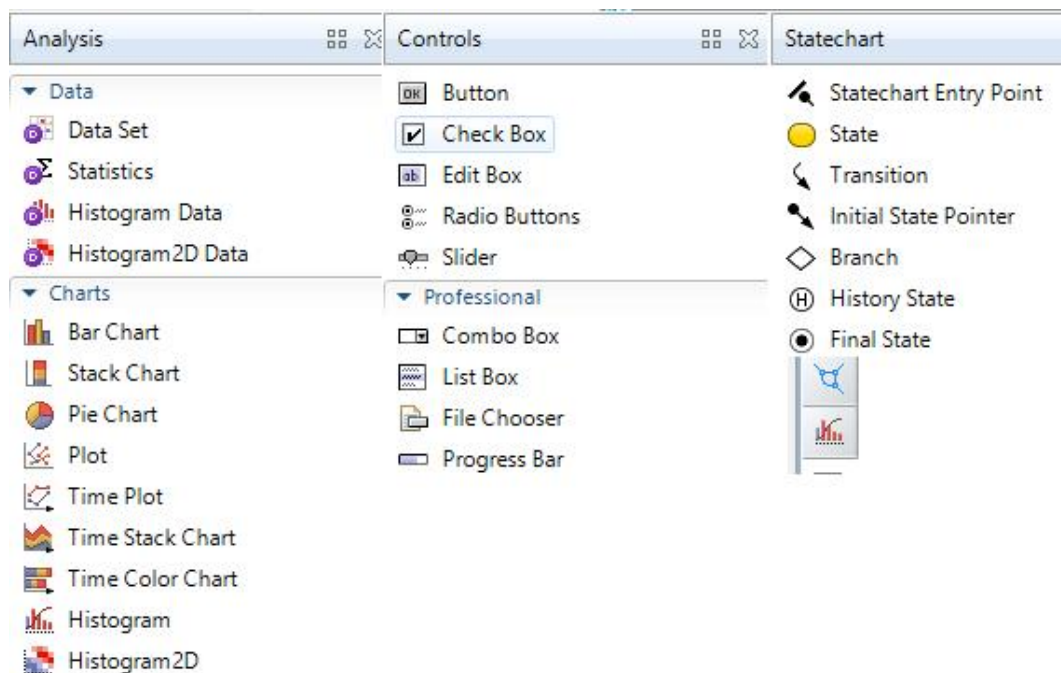 Analysis
Data
Data Set
Statistics
Histogram Data
Histogram2D Data
Charts
Bar Chart
Stack Chart
Pie Chart
Plot
Time Plot
Time Stack Chart
Time Color Chart
Histogram
Histogram2D
Controls
OK Button
Check Box
ab Edit Box
Radio Buttons
Slider
Professional
Combo Box
List Box
File Chooser
Progress Bar
Statechart
Statechart Entry Point
State
Transition
Initial State Pointer
Branch
H History State
Final State